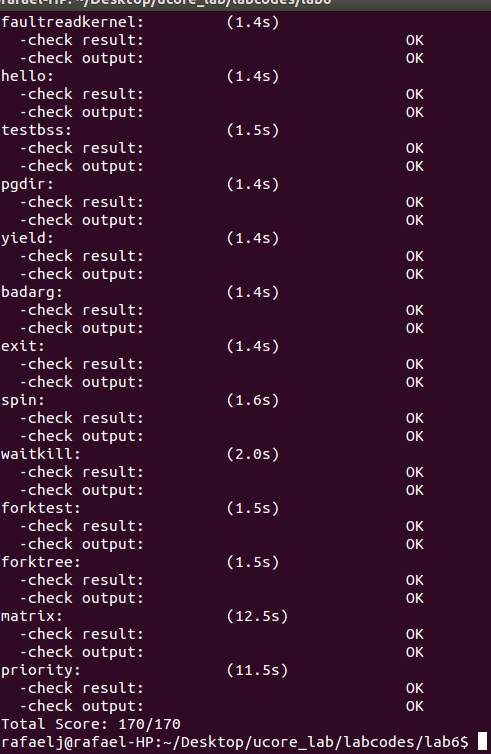 rafael-HP: ~/Desktop/ucore_lab/labcodes/lab6
faultreadkernel: (1.4s)
-check result: OK
-check output: OK
hello: (1.4s)
-check result: OK
-check output: OK
testbss: (1.5s)
-check result: OK
-check output: OK
pgdir: (1.4s)
-check result: OK
-check output: OK
yield: (1.4s)
-check result: OK
-check output: OK
badarg: (1.4s)
-check result: OK
-check output: OK
exit: (1.4s)
-check result: OK
-check output: OK
spin: (1.6s)
-check result: OK
-check output: OK
waitkill: (2.0s)
-check result: OK
-check output: OK
forktest: (1.5s)
-check result: OK
-check output: OK
forktree: (1.5s)
-check result: OK
-check output: OK
matrix: (12.5s)
-check result: OK
-check output: OK
priority: (11.5s)
-check result: OK
-check output: OK
Total Score: 170/170
rafaelj@rafael-HP:~/Desktop/ucore_lab/labcodes/lab6$